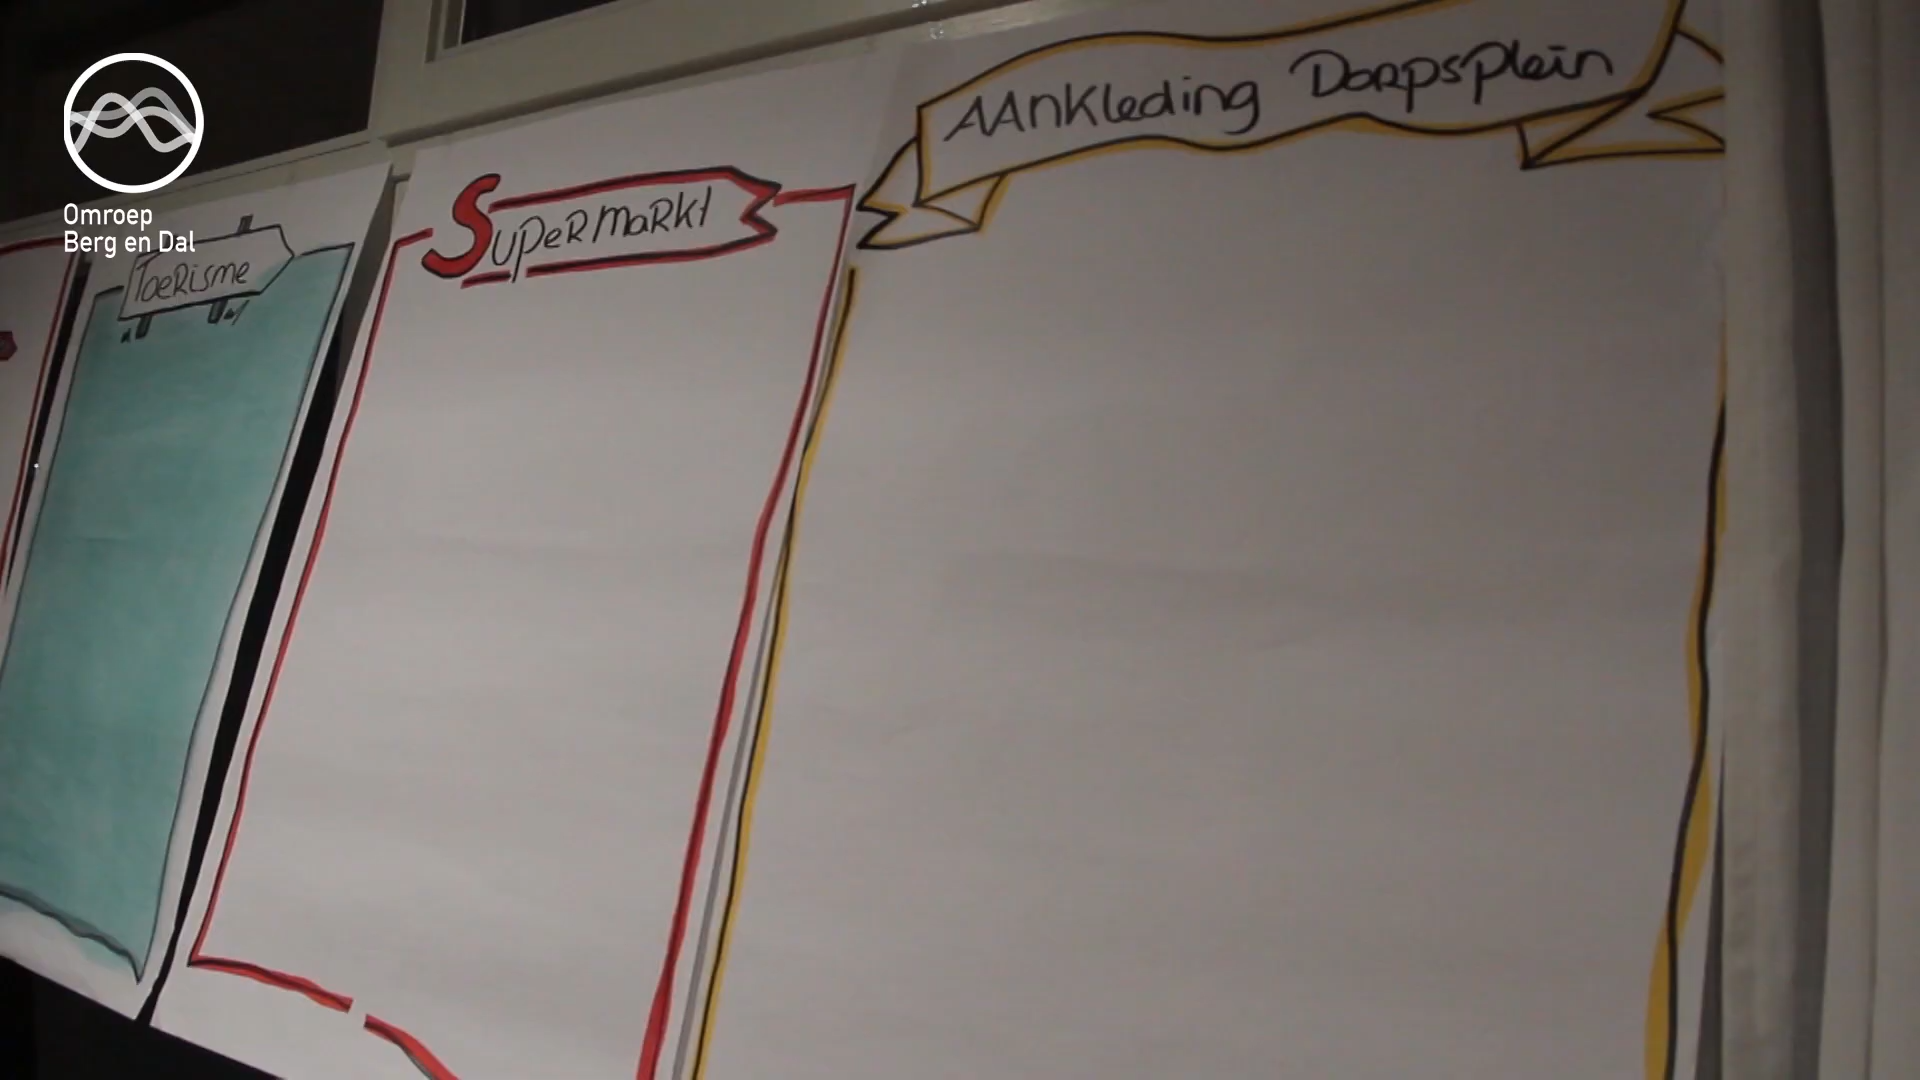 Omroep
Berg en Dal
Toerisme
Supermarkt
AAnkleding Dorpsplein